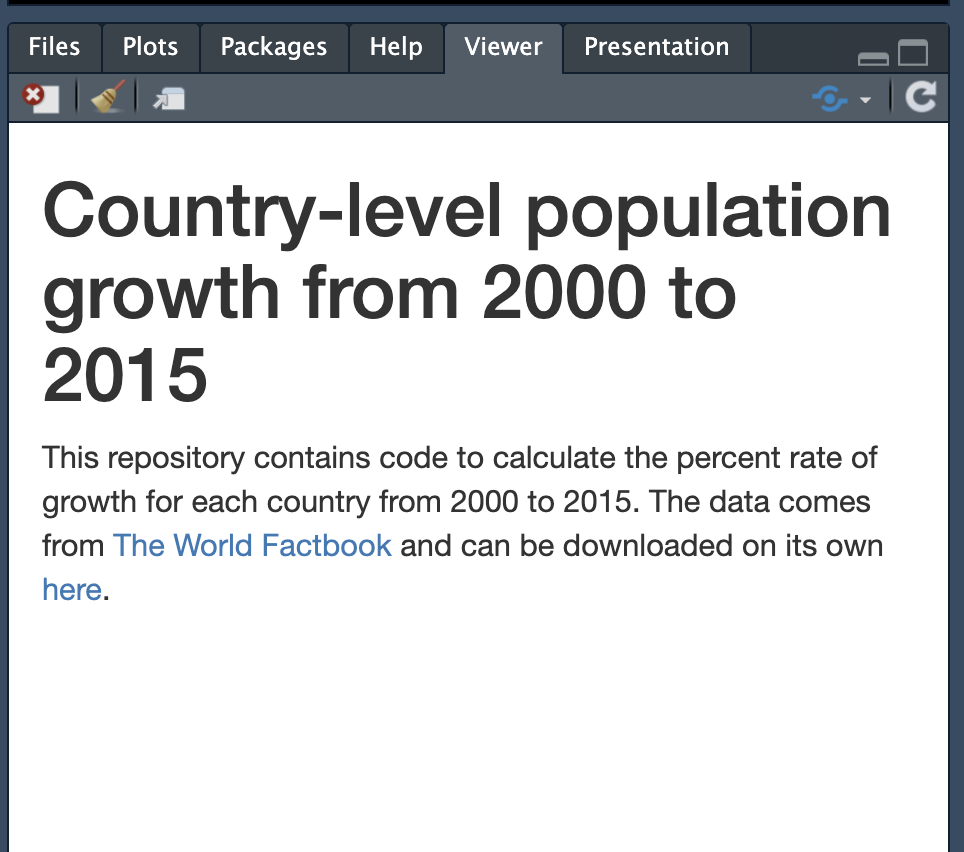 Files Plots Packages Help Viewer Presentation
Country-level population
growth from 2000 to
2015
This repository contains code to calculate the percent rate of
growth for each country from 2000 to 2015. The data comes
from The World Factbook and can be downloaded on its own
here.